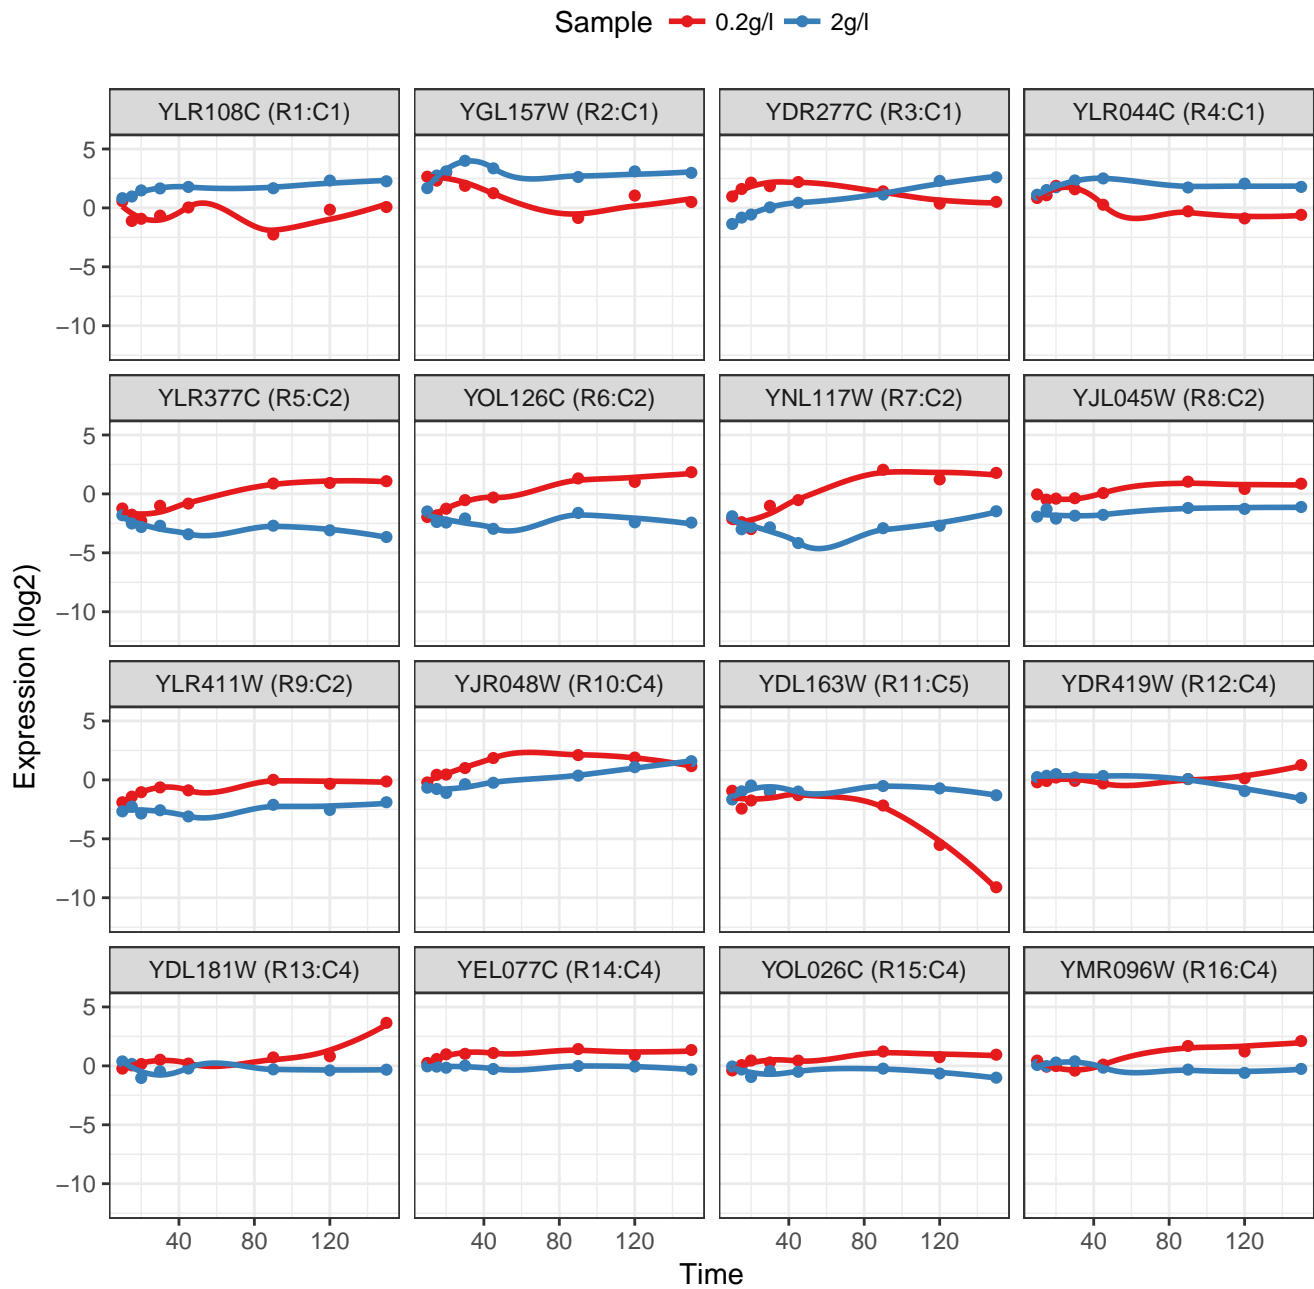 Sample 0.2g/l 2g/l
YLR108C (R1:C1) YGL157W (R2:C1) YDR277C (R3:C1) YLR044C (R4:C1)
5
0
−5
−10
YLR377C (R5:C2) YOL126C (R6:C2) YNL117W (R7:C2) YJL045W (R8:C2)
5
0
−5
−10
Expression (log2)
YLR411W (R9:C2) YJR048W (R10:C4) YDL163W (R11:C5) YDR419W (R12:C4)
5
0
−5
−10
YDL181W (R13:C4) YEL077C (R14:C4) YOL026C (R15:C4) YMR096W (R16:C4)
5
0
−5
−10
40 80 120 40 80 120 40 80 120 40 80 120
Time